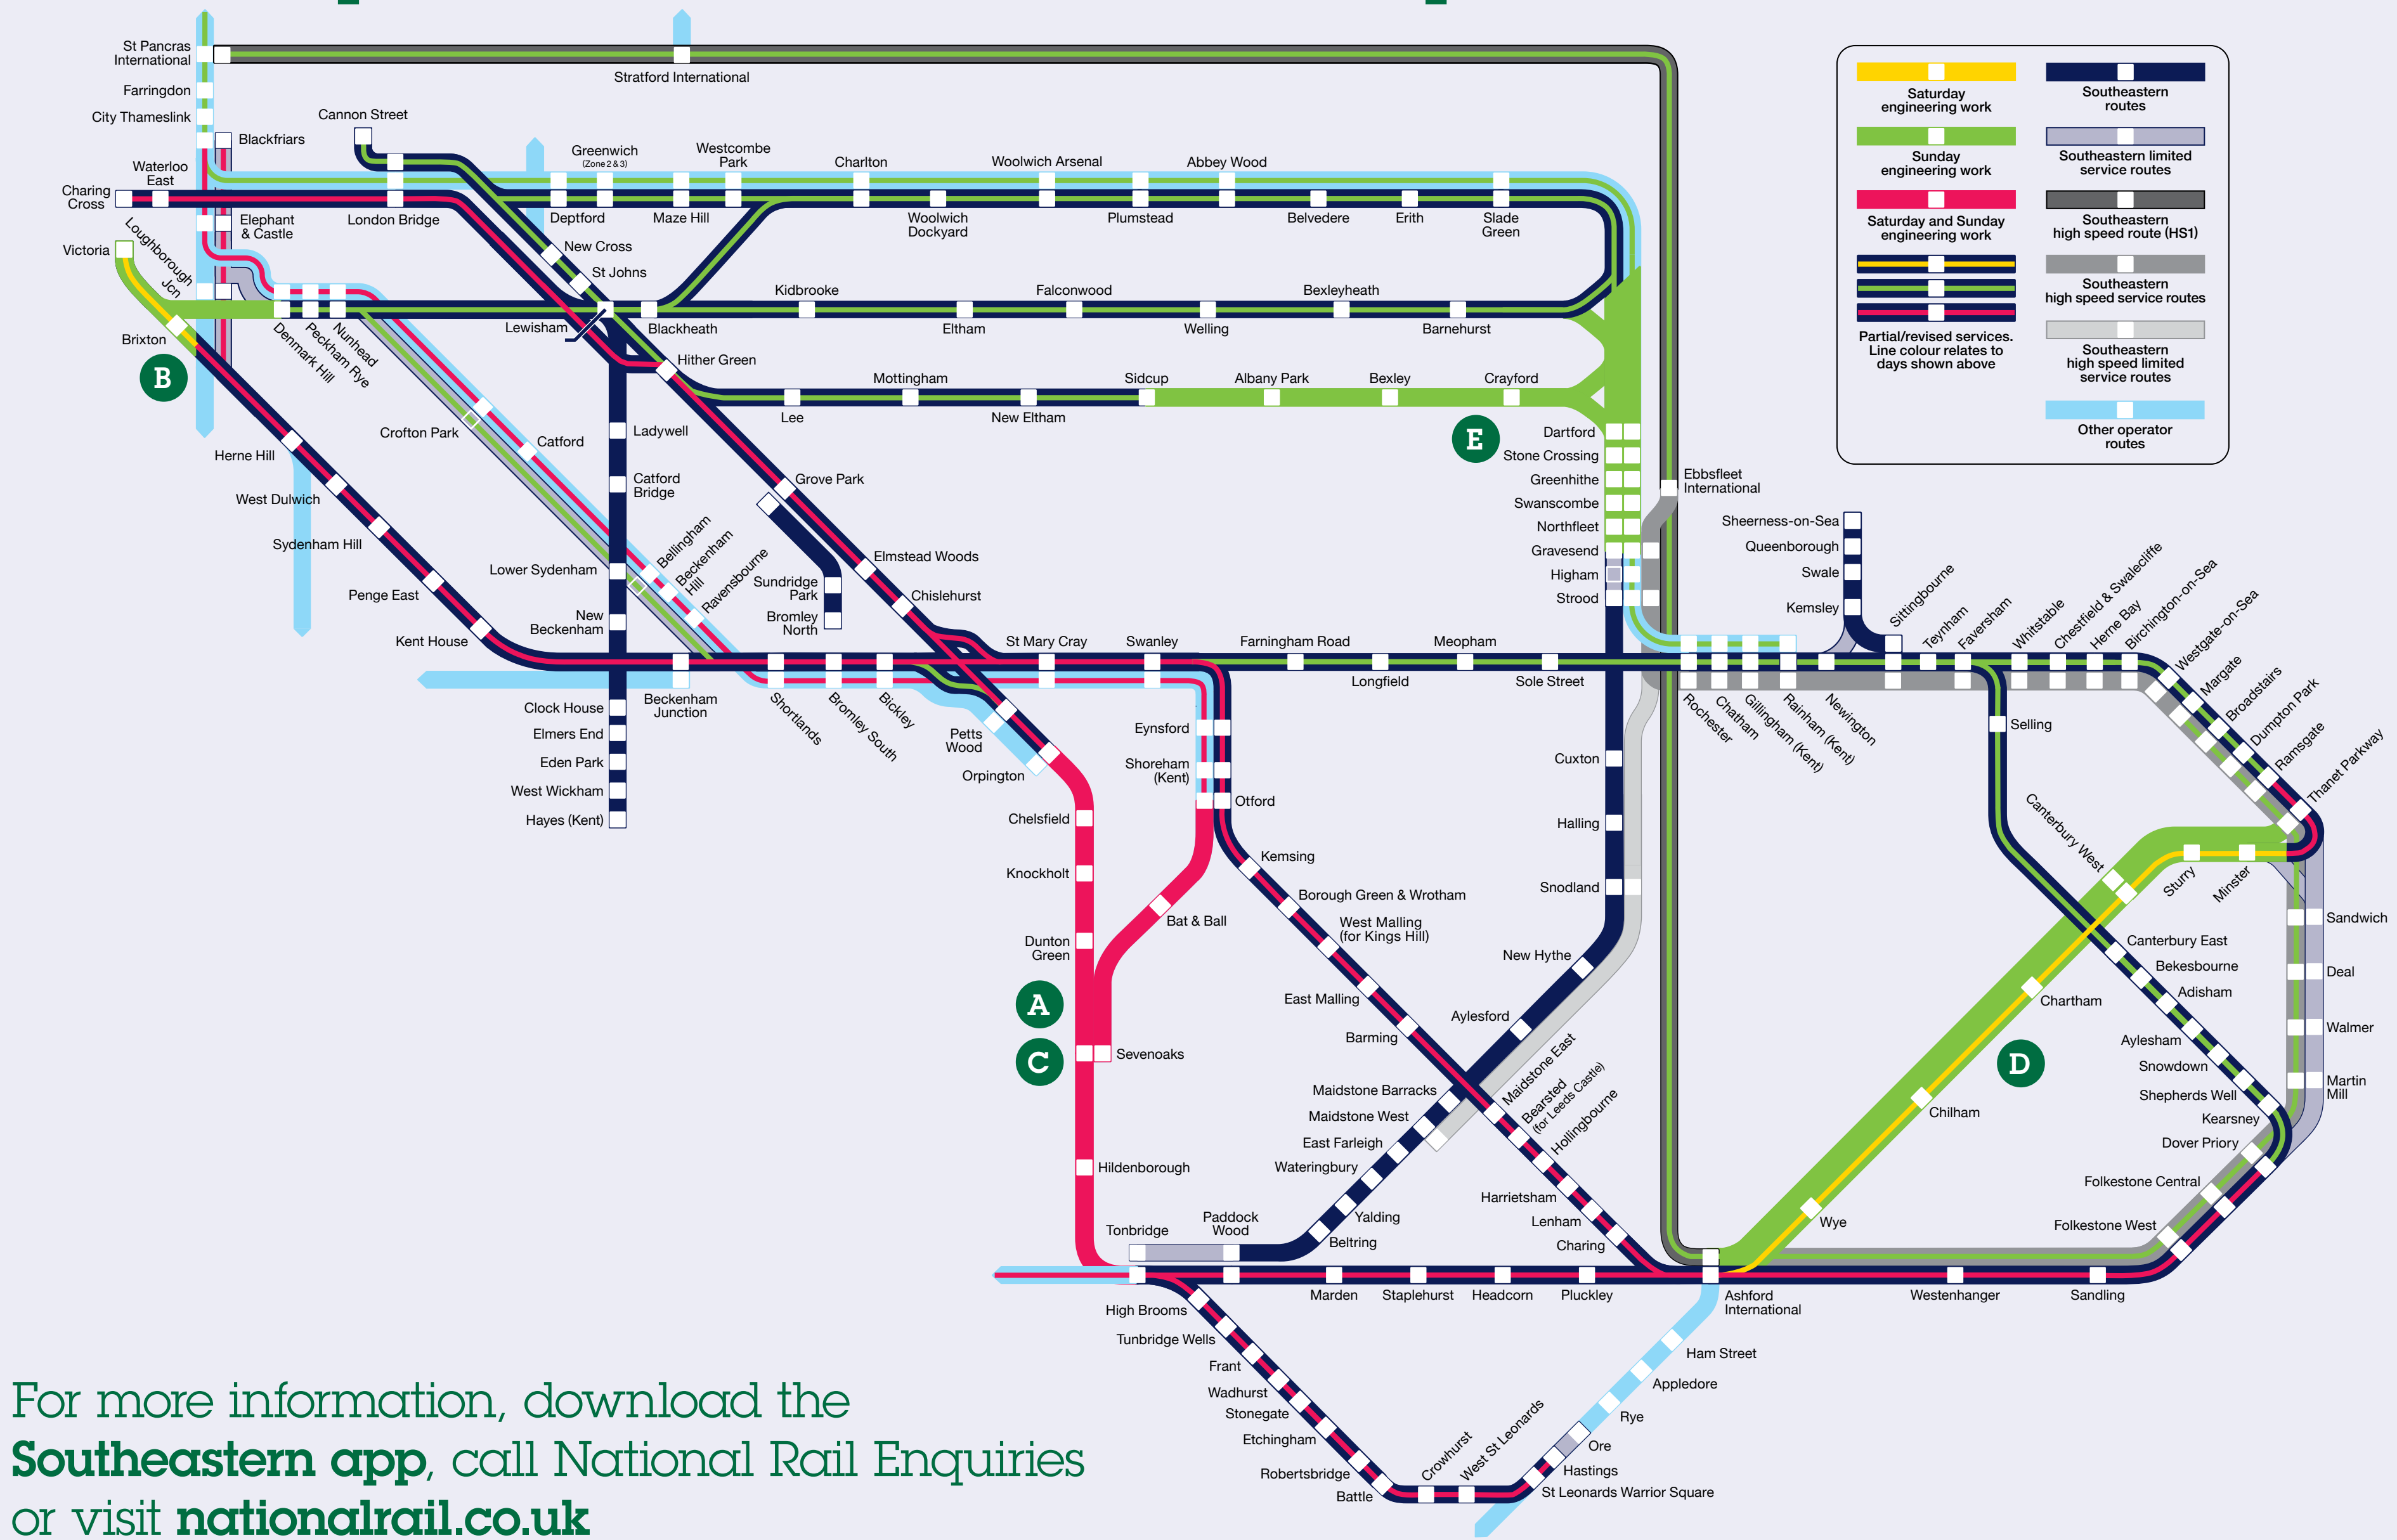 St Pancras
International
Stratford International
Farringdon
City Thameslink
Blackfriars
Cannon Street
Waterloo
East
Charing
Cross
Elephant
& Castle
London Bridge
Victoria
Loughborough
Jcn
Brixton
B
Denmark Hill
Peckham Rye
Nunhead
Greenwich
(Zone 2 & 3)
Westcombe
Park
Charlton
Woolwich Arsenal
Abbey Wood
Deptford
Maze Hill
Woolwich
Dockyard
Plumstead
Belvedere
Erith
Slade
Green
New Cross
St Johns
Lewisham
Blackheath
Kidbrooke
Eltham
Falconwood
Welling
Bexleyheath
Barnehurst
Hither Green
Lee
Mottingham
New Eltham
Sidcup
Albany Park
Bexley
Crayford
Crofton Park
Catford
Ladywell
Catford
Bridge
Herne Hill
West Dulwich
Sydenham Hill
Penge East
Kent House
Lower Sydenham
New
Beckenham
Bellingham
Beckenham
Hill
Ravensbourne
Grove Park
Sundridge
Park
Bromley
North
Elmstead Woods
Chislehurst
E
Dartford
Stone Crossing
Greenhithe
Swanscombe
Northfleet
Gravesend
Higham
Strood
Ebbsfleet
International
Sheerness-on-Sea
Queenborough
Swale
Kemsley
Sittingbourne
Teynham
Faversham
Whitstable
Chestfield & Swalecliffe
Herne Bay
Birchington-on-Sea
Westgate-on-Sea
Margate
Broadstairs
Dumpton Park
Ramsgate
Thanet Parkway
Clock House
Elmers End
Eden Park
West Wickham
Hayes (Kent)
Beckenham
Junction
Shortlands
Bromley South
Bickley
Petts
Wood
Orpington
St Mary Cray
Swanley
Farningham Road
Longfield
Meopham
Sole Street
Rochester
Chatham
Gillingham (Kent)
Rainham (Kent)
Newington
Selling
Eynsford
Shoreham
(Kent)
Otford
Cuxton
Halling
Snodland
New Hythe
Aylesford
Chelsfield
Knockholt
Dunton
Green
Bat & Ball
A
C
Sevenoaks
Hildenborough
Kemsing
Borough Green & Wrotham
West Malling
(for Kings Hill)
East Malling
Barming
Maidstone East
Bearsted
(for Leeds Castle)
Hollingbourne
Harrietsham
Lenham
Charing
Maidstone Barracks
Maidstone West
East Farleigh
Wateringbury
Yalding
Beltring
Paddock
Wood
Tonbridge
Marden
Staplehurst
Headcorn
Pluckley
Ashford
International
Westenhanger
Sandling
Canterbury West
Sturry
Minster
Chartham
Chilham
Wye
D
Canterbury East
Bekesbourne
Adisham
Aylesham
Snowdown
Shepherds Well
Kearsney
Dover Priory
Folkestone Central
Folkestone West
Sandwich
Deal
Walmer
Martin
Mill
High Brooms
Tunbridge Wells
Frant
Wadhurst
Stonegate
Etchingham
Robertsbridge
Battle
Crowhurst
West St Leonards
St Leonards Warrior Square
Hastings
Ore
Rye
Appledore
Ham Street
Saturday
engineering work
Sunday
engineering work
Saturday and Sunday
engineering work
Partial/revised services.
Line colour relates to
days shown above
Southeastern
routes
Southeastern limited
service routes
Southeastern
high speed route (HS1)
Southeastern
high speed service routes
Southeastern
high speed limited
service routes
Other operator
routes
For more information, download the
Southeastern app, call National Rail Enquiries
or visit nationalrail.co.uk